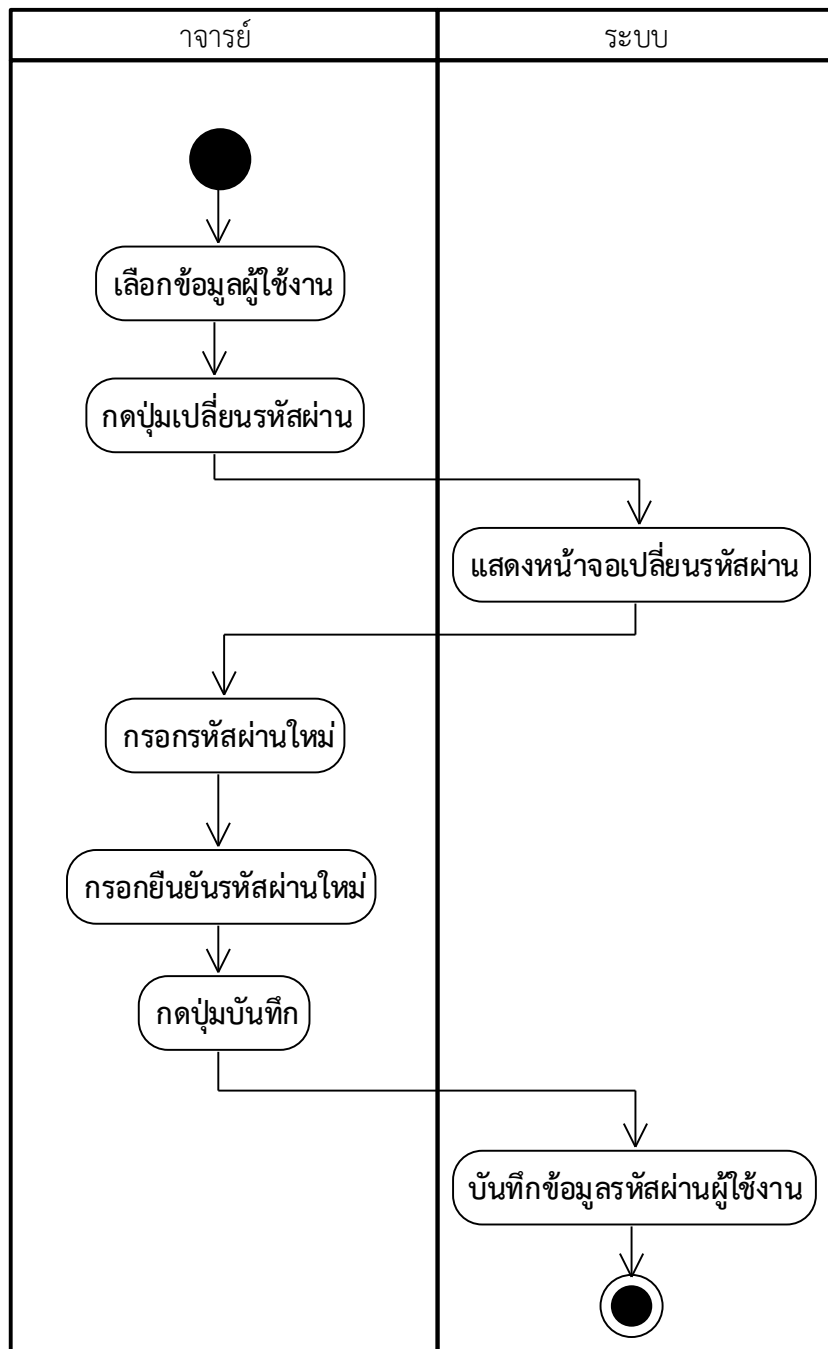 าจารย์
ระบบ
เลือกข้อมูลผู้ใช้งาน
กดปุ่มเปลี่ยนรหัสผ่าน
แสดงหน้าจอเปลี่ยนรหัสผ่าน
กรอกรหัสผ่านใหม่
กรอกยืนยันรหัสผ่านใหม่
กดปุ่มบันทึก
บันทึกข้อมูลรหัสผ่านผู้ใช้งาน